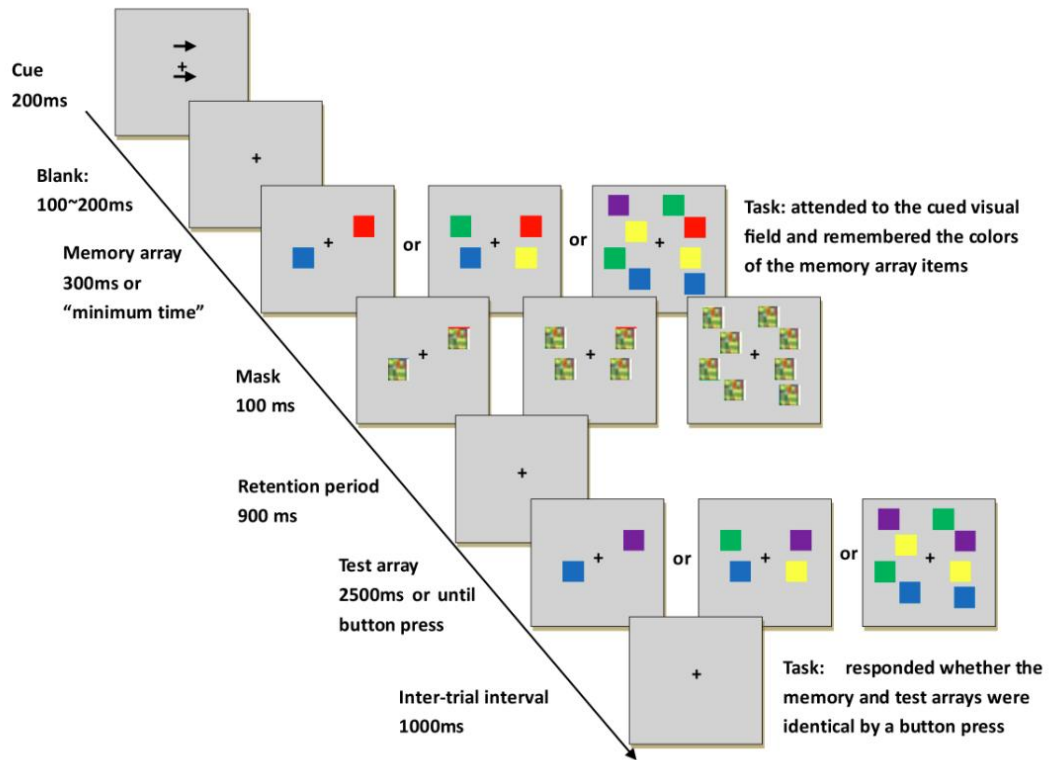 Cue
200ms
Blank:
100~200ms
Memory array
300ms or
“minimum time”
or
or
Task: attended to the cued visual
field and remembered the colors
of the memory array items
Mask
100 ms
Retention period
900 ms
Test array
2500ms or until
button press
or
or
Inter-trial interval
1000ms
Task: responded whether the
memory and test arrays were
identical by a button press